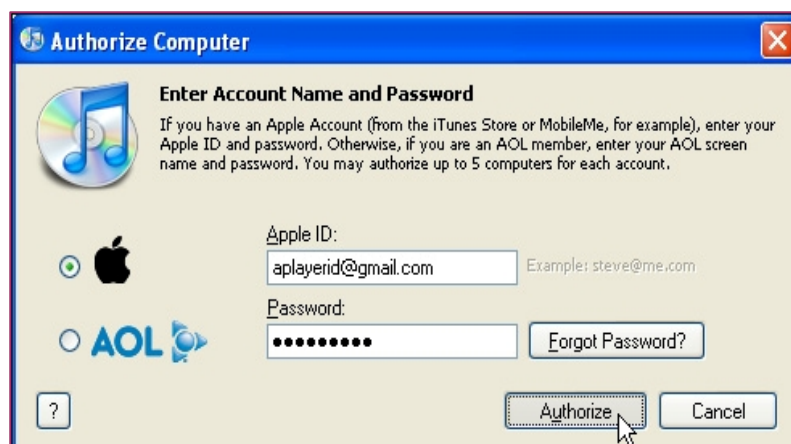 Authorize Computer
Enter Account Name and Password
If you have an Apple Account (from the iTunes Store or MobileMe, for example), enter your
Apple ID and password. Otherwise, if you are an AOL member, enter your AOL screen
name and password. You may authorize up to 5 computers for each account.
Apple ID:
aplayerid@gmail.com Example: steve@me.com
Password:
AOL ●●●●●●●●● Forgot Password?
? Authorize Cancel